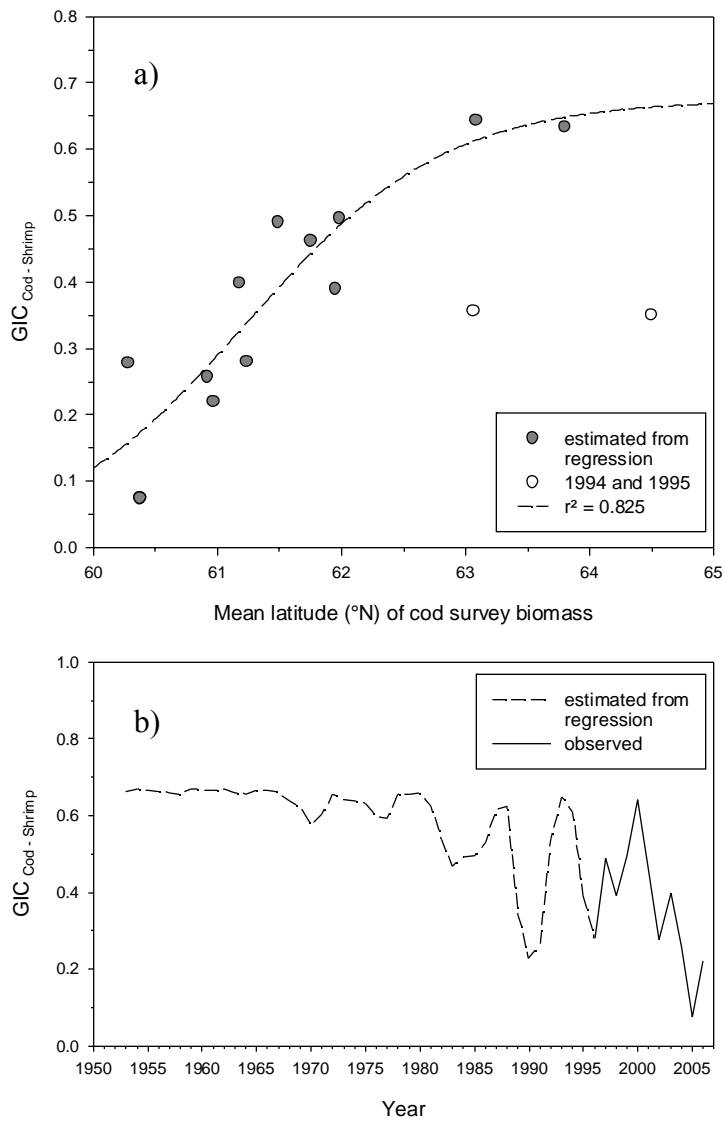 0.8
a)
0.7
0.6
0.5
0.4
0.3
0.2
0.1
0.0
GIC Cod - Shrimp
estimated from
regression
1994 and 1995
r² = 0.825
60 61 62 63 64 65
Mean latitude (°N) of cod survey biomass
1.0
b)
0.8
0.6
0.4
0.2
0.0
GIC Cod - Shrimp
estimated from
regression
observed
1950 1955 1960 1965 1970 1975 1980 1985 1990 1995 2000 2005
Year